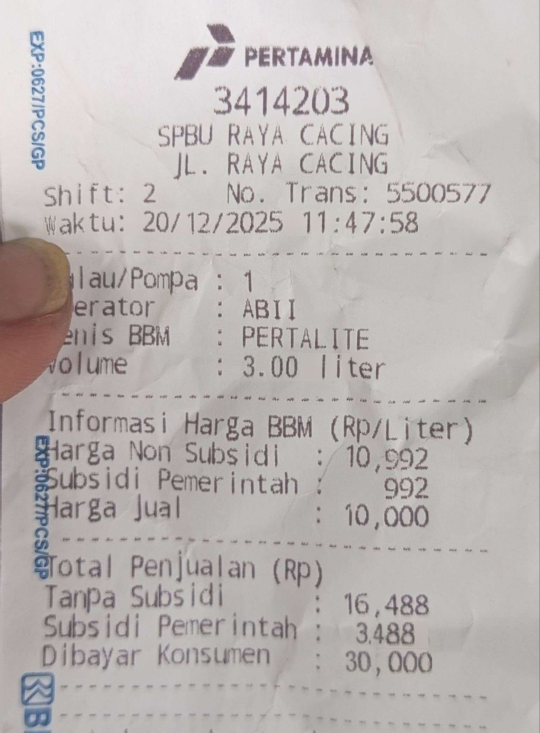 PERTAMINA
3414203
SPBU RAYA CACING
JL. RAYA CACING
Shift: 2 No. Trans: 5500577
Waktu: 20/12/2025 11:47:58
lau/Pompa : 1
erator : ABII
enis BBM : PERTALITE
Volume : 3.00 liter
Informasi Harga BBM (Rp/Liter)
Harga Non Subsidi : 10,992
Subsidi Pemerintah : 992
Harga Jual : 10,000
Total Penjualan (Rp)
Tanpa Subsidi : 16,488
Subsidi Pemerintah : 3.488
Dibayar Konsumen : 30,000
EXP:0627/PCS/GP
EXP:0627/PCS/GP